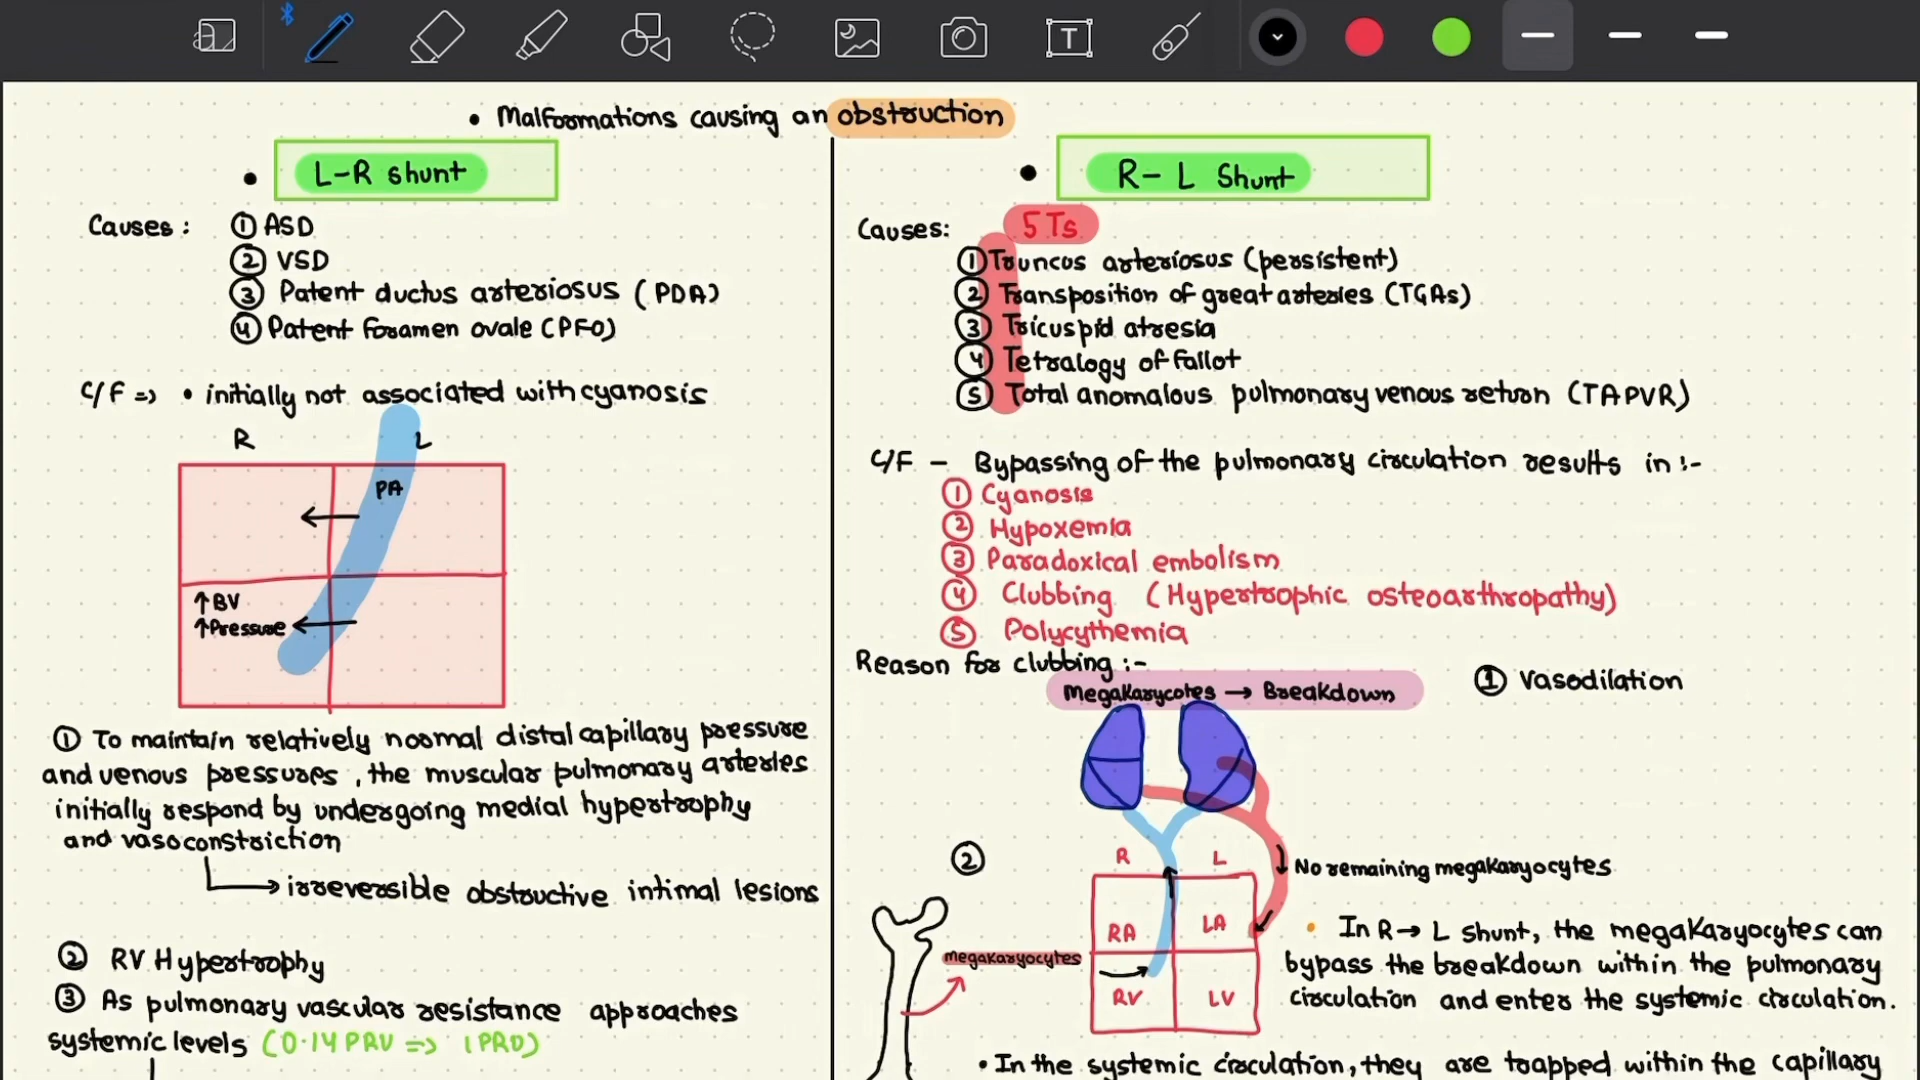 T
• Malformations causing an obstruction
• L-R shunt
Causes: ① ASD
② VSD
③ Patent ductus arteriosus (PDA)
④ Patent foramen ovale (PFO)
C/F => • initially not associated with cyanosis
R L
PA
↑BV
↑Pressure
① To maintain relatively normal distal capillary pressure
and venous pressures, the muscular pulmonary arteries
initially respond by undergoing medial hypertrophy
and vasoconstriction
→ irreversible obstructive intimal lesions
② RV Hypertrophy
③ As pulmonary vascular resistance approaches
systemic levels (0.14 PRU => 1 PRU)
• R- L Shunt
Causes: 5 Ts
① Truncus arteriosus (persistent)
② Transposition of great arteries (TGAs)
③ Tricuspid atresia
④ Tetralogy of fallot
⑤ Total anomalous pulmonary venous return (TAPVR)
C/F - Bypassing of the pulmonary circulation results in :-
① Cyanosis
② Hypoxemia
③ Paradoxical embolism
④ Clubbing (Hypertrophic osteoarthropathy)
⑤ Polycythemia
Reason for clubbing :-
Megakarycotes → Breakdown
① Vasodilation
②
R L
↓ No remaining megakaryocytes
RA LA
RV LV
megakaryocytes
• In R→ L shunt, the megakaryocytes can
bypass the breakdown within the pulmonary
circulation and enter the systemic circulation.
• In the systemic circulation, they are trapped within the capillary